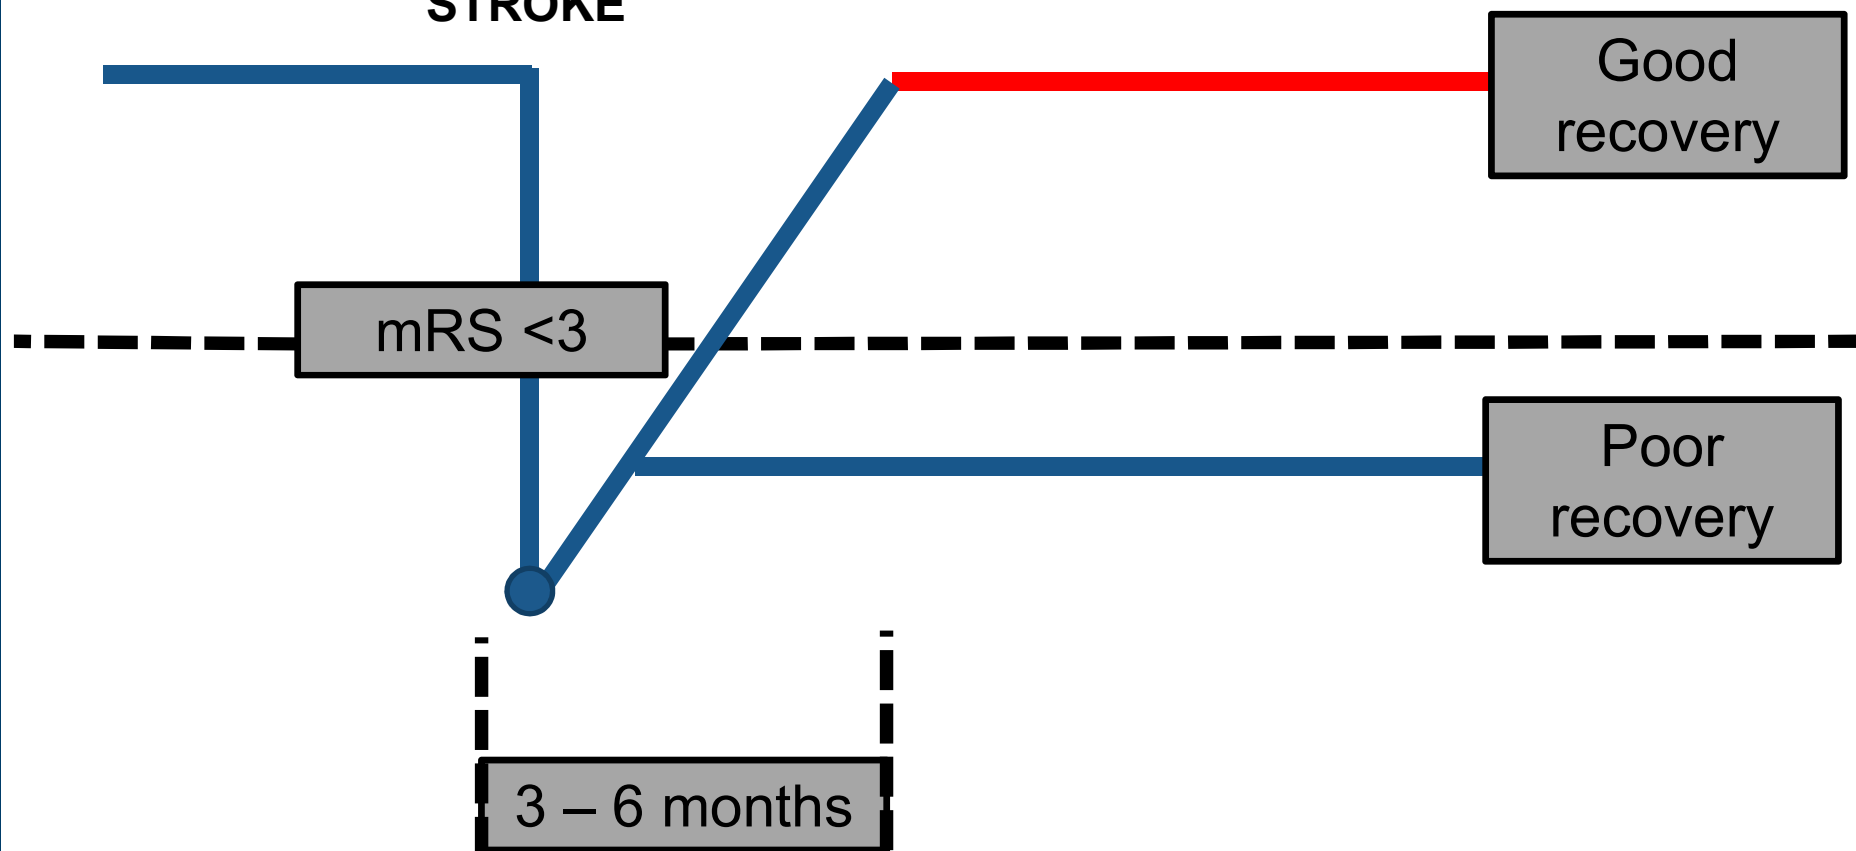 STROKE
Good
recovery
mRS <3
Poor
recovery
3 – 6 months